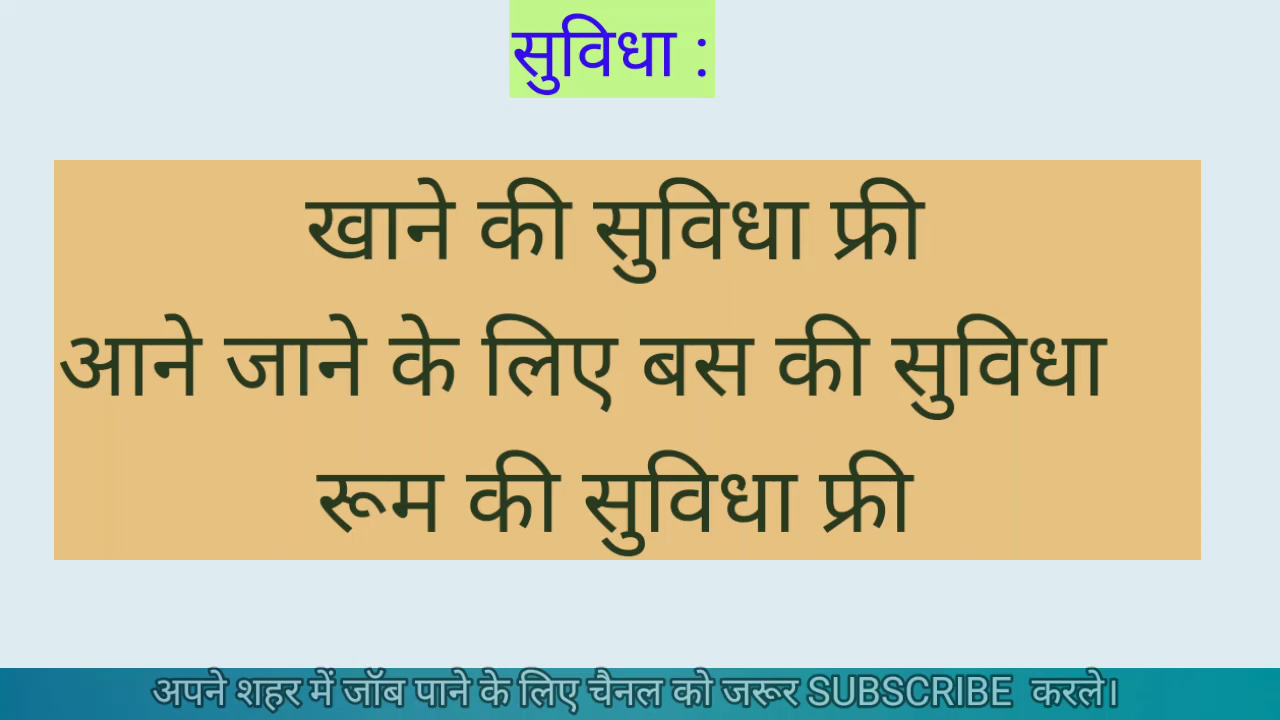 सुविधा :
खाने की सुविधा फ्री
आने जाने के लिए बस की सुविधा
रूम की सुविधा फ्री
अपने शहर में जॉब पाने के लिए चैनल को जरूर SUBSCRIBE करले।